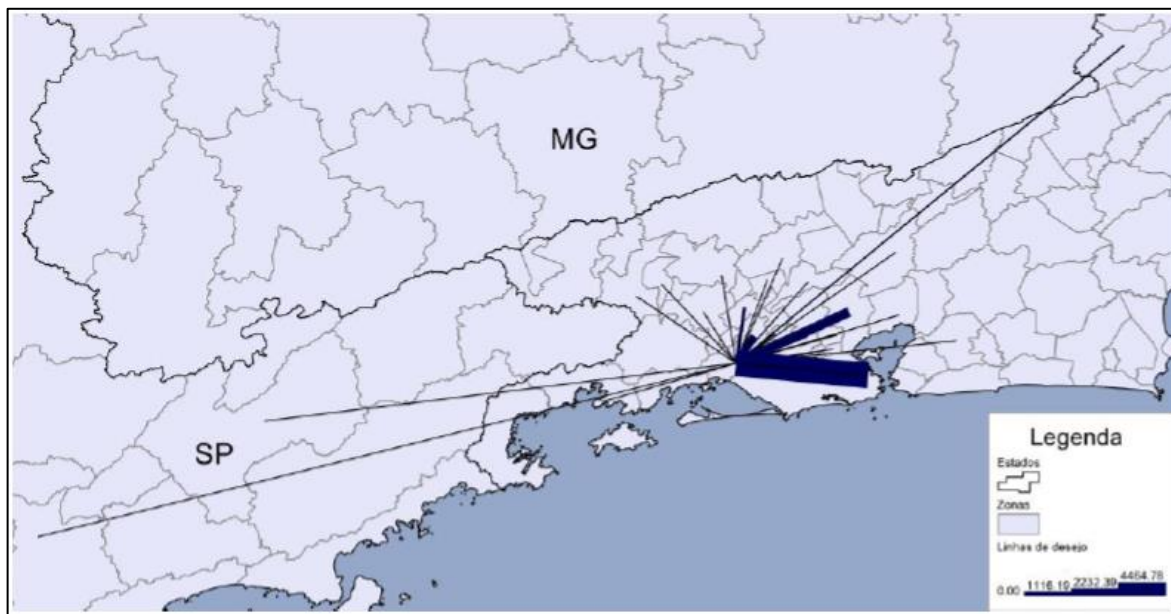 MG
SP
Legenda
Estados
Zonas
Linhas de desejo
0.00 1116.19 2232.39 4464.78